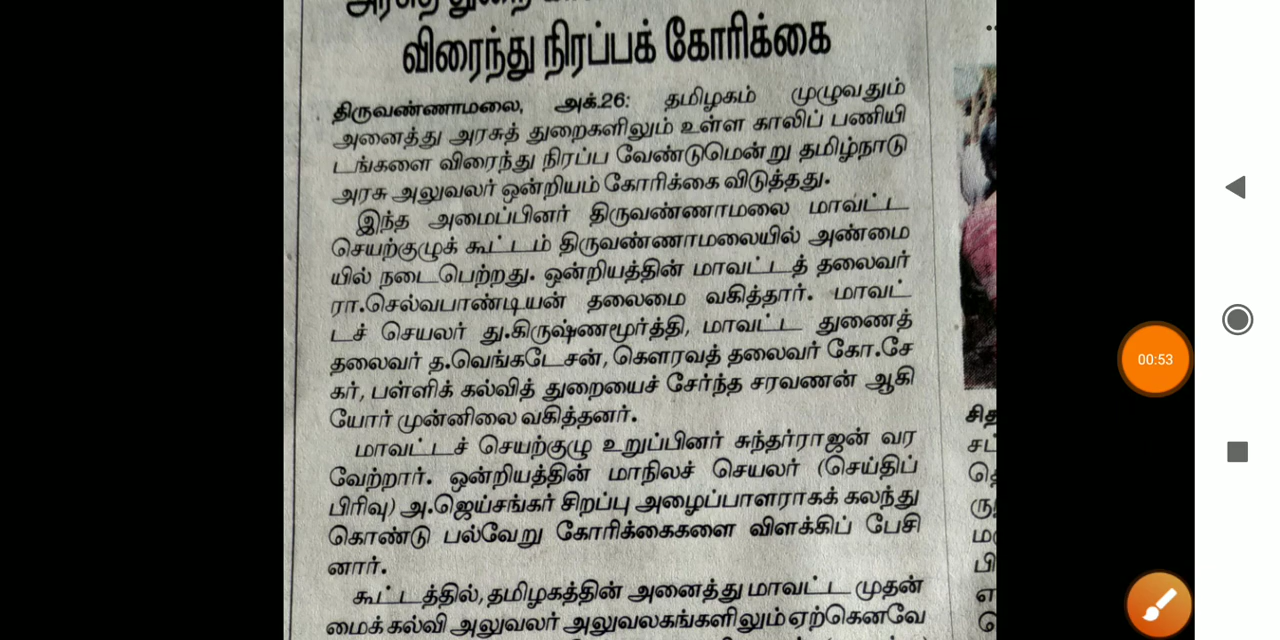 விரைந்து நிரப்பக் கோரிக்கை
திருவண்ணாமலை, அக்.26: தமிழகம் முழுவதும்
அனைத்து அரசுத் துறைகளிலும் உள்ள காலிப் பணியி
டங்களை விரைந்து நிரப்ப வேண்டுமென்று தமிழ்நாடு
அரசு அலுவலர் ஒன்றியம் கோரிக்கை விடுத்தது.
இந்த அமைப்பினர் திருவண்ணாமலை மாவட்ட
செயற்குழுக் கூட்டம் திருவண்ணாமலையில் அண்மை
யில் நடைபெற்றது. ஒன்றியத்தின் மாவட்டத் தலைவர்
ரா.செல்வபாண்டியன் தலைமை வகித்தார். மாவட்
டச் செயலர் து.கிருஷ்ணமூர்த்தி, மாவட்ட துணைத்
தலைவர் த.வெங்கடேசன், கௌரவத் தலைவர் கோ.சே
கர், பள்ளிக் கல்வித் துறையைச் சேர்ந்த சரவணன் ஆகி
யோர் முன்னிலை வகித்தனர்.
மாவட்டச் செயற்குழு உறுப்பினர் சுந்தர்ராஜன் வர
வேற்றார். ஒன்றியத்தின் மாநிலச் செயலர் (செய்திப்
பிரிவு) அ.ஜெய்சங்கர் சிறப்பு அழைப்பாளராகக் கலந்து
கொண்டு பல்வேறு கோரிக்கைகளை விளக்கிப் பேசி
னார்.
கூட்டத்தில், தமிழகத்தின் அனைத்து மாவட்ட முதன்
மைக் கல்வி அலுவலர் அலுவலகங்களிலும் ஏற்கெனவே
00:53